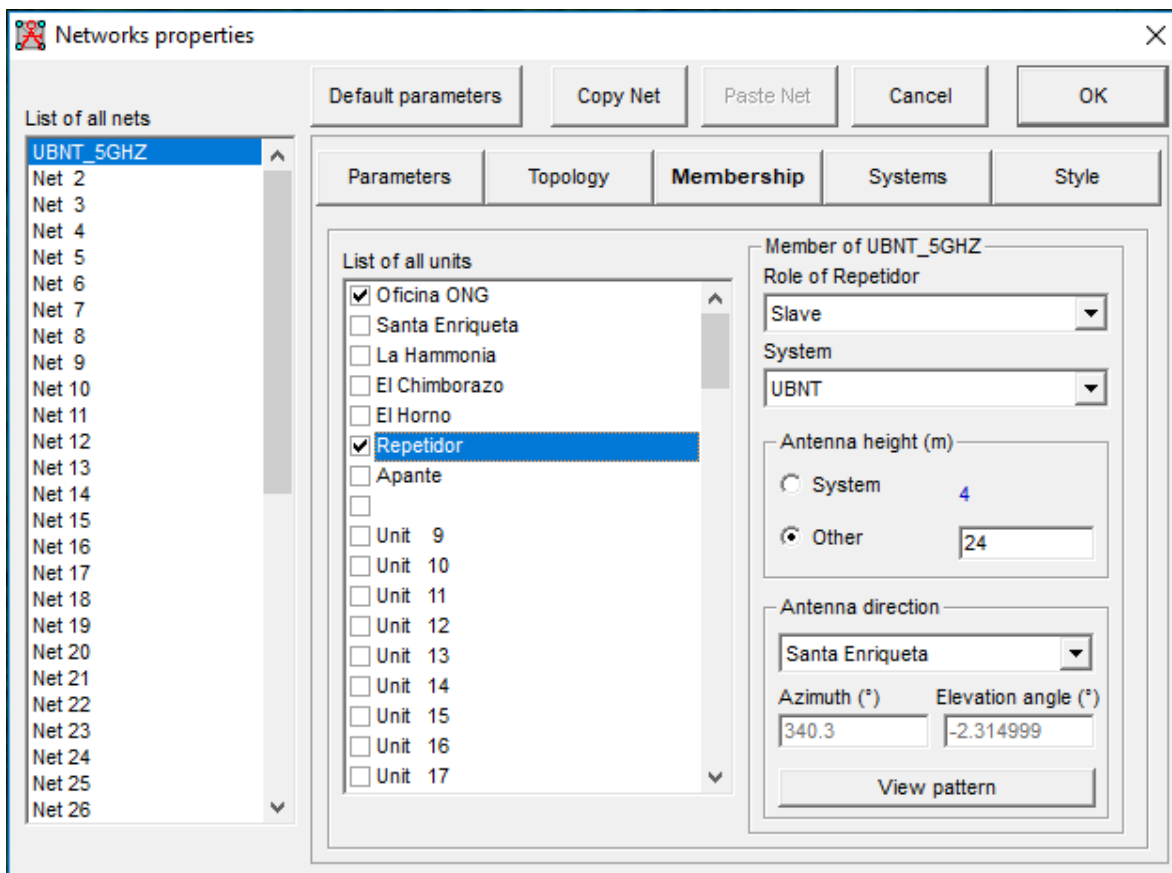 Networks properties
Default parameters
Copy Net
Paste Net
Cancel
OK
List of all nets
UBNT_5GHZ
Net 2
Net 3
Net 4
Net 5
Net 6
Net 7
Net 8
Net 9
Net 10
Net 11
Net 12
Net 13
Net 14
Net 15
Net 16
Net 17
Net 18
Net 19
Net 20
Net 21
Net 22
Net 23
Net 24
Net 25
Net 26
Parameters
Topology
Membership
Systems
Style
List of all units
Oficina ONG
Santa Enriqueta
La Hammonia
El Chimborazo
El Horno
Repetidor
Apante
Unit 9
Unit 10
Unit 11
Unit 12
Unit 13
Unit 14
Unit 15
Unit 16
Unit 17
Member of UBNT_5GHZ
Role of Repetidor
Slave
System
UBNT
Antenna height (m)
System 4
Other 24
Antenna direction
Santa Enriqueta
Azimuth (°) Elevation angle (°)
340.3 -2.314999
View pattern